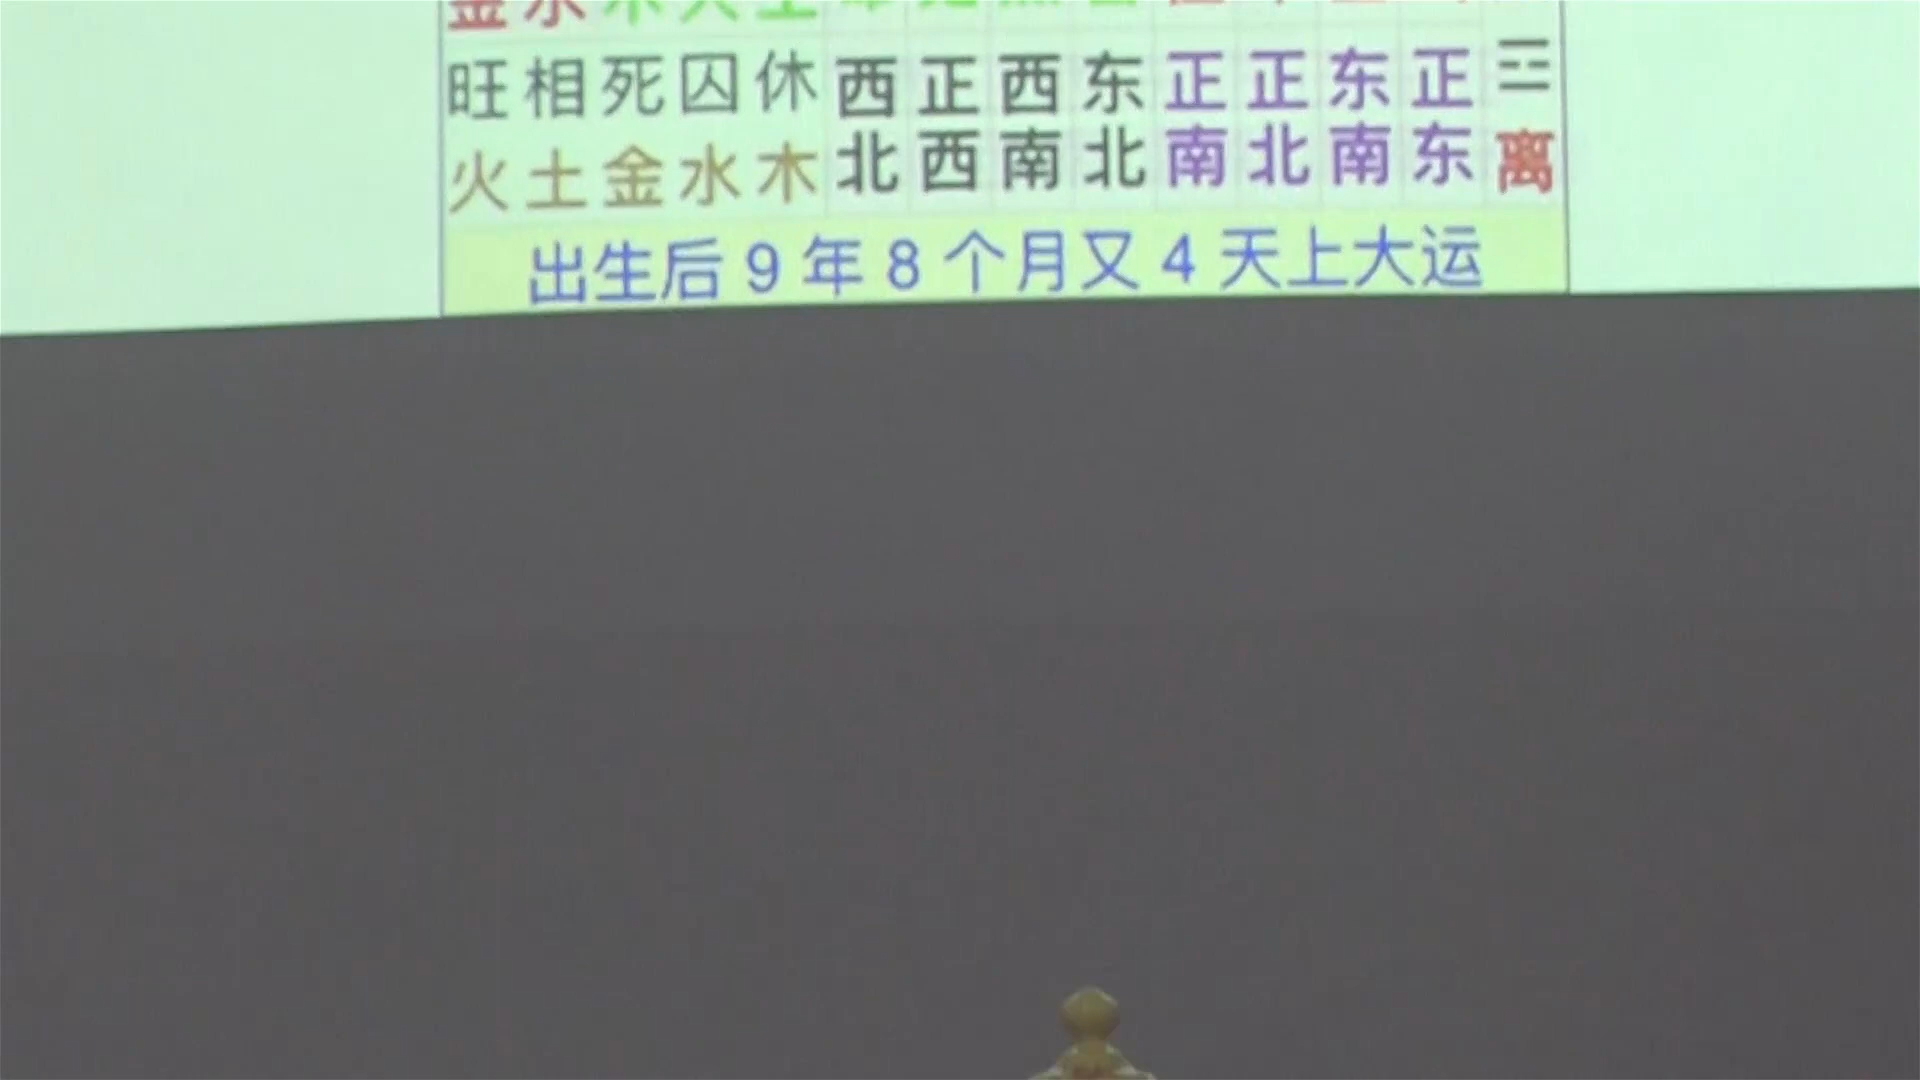 旺相死囚休 西正西东正正东正 ☲
火土金水木 北西南北南北南东 离
出生后9年8个月又4天上大运